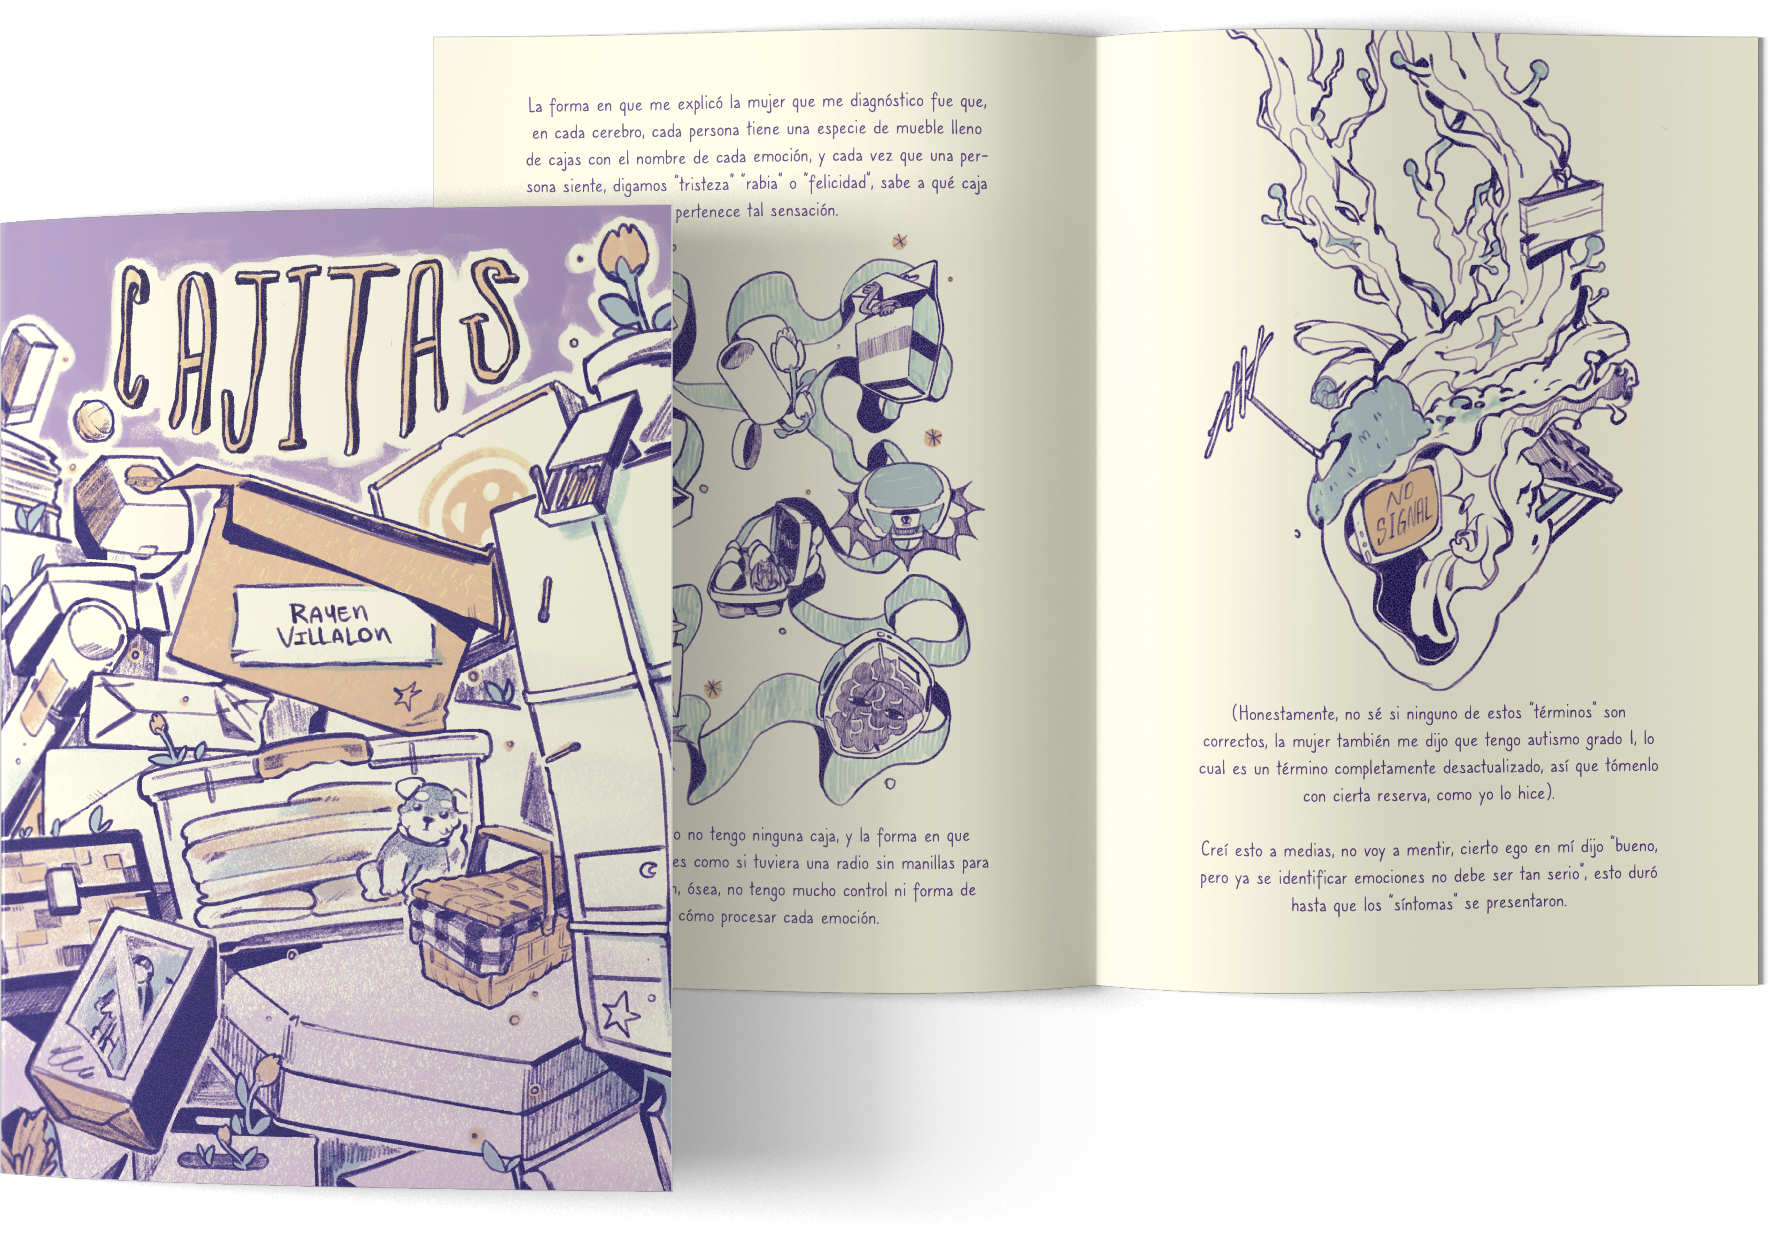 CAJITAS
RAYEN
VILLALON
La forma en que me explicó la mujer que me diagnóstico fue que,
en cada cerebro, cada persona tiene una especie de mueble lleno
de cajas con el nombre de cada emoción, y cada vez que una per-
sona siente, digamos "tristeza" "rabia" o "felicidad", sabe a qué caja
pertenece tal sensación.
o no tengo ninguna caja, y la forma en que
es como si tuviera una radio sin manillas para
, ósea, no tengo mucho control ni forma de
cómo procesar cada emoción.
NO
SIGNAL
(Honestamente, no sé si ninguno de estos "términos" son
correctos, la mujer también me dijo que tengo autismo grado I, lo
cual es un término completamente desactualizado, así que tómenlo
con cierta reserva, como yo lo hice).
Creí esto a medias, no voy a mentir, cierto ego en mí dijo "bueno,
pero ya se identificar emociones no debe ser tan serio", esto duró
hasta que los "síntomas" se presentaron.